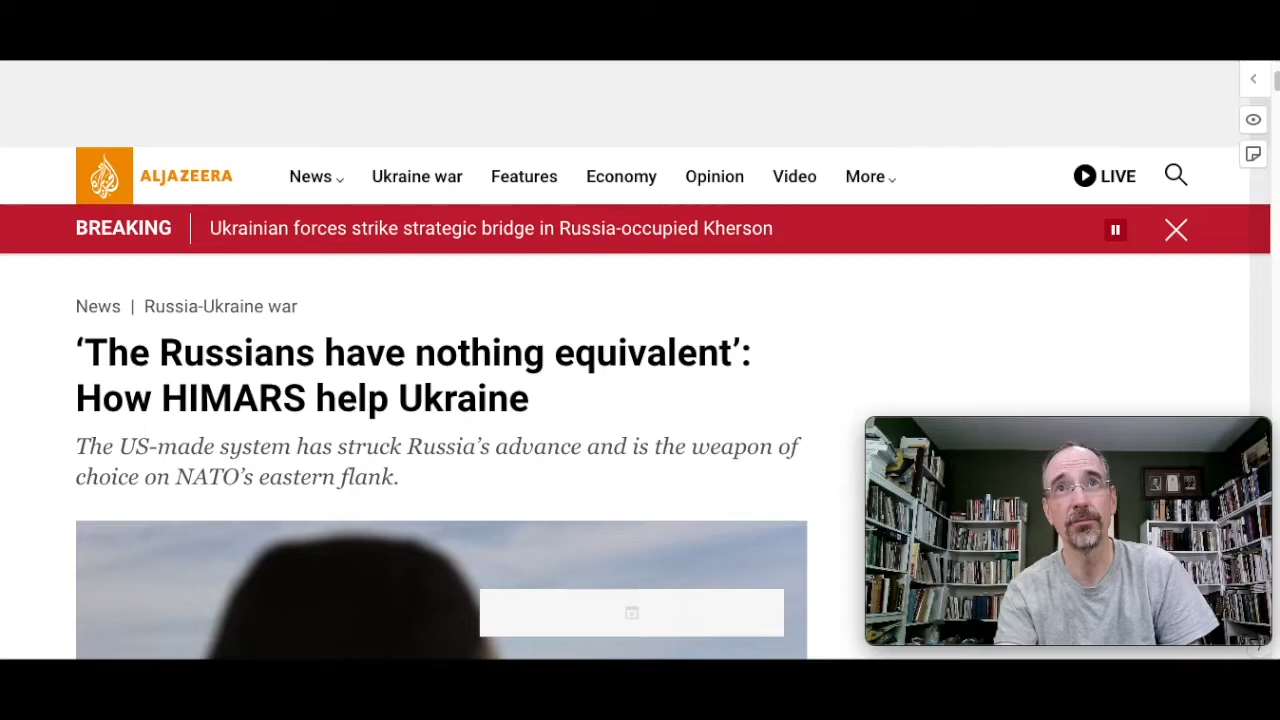 ALJAZEERA
News Ukraine war Features Economy Opinion Video More LIVE
BREAKING Ukrainian forces strike strategic bridge in Russia-occupied Kherson
News | Russia-Ukraine war
‘The Russians have nothing equivalent’:
How HIMARS help Ukraine
The US-made system has struck Russia’s advance and is the weapon of
choice on NATO’s eastern flank.